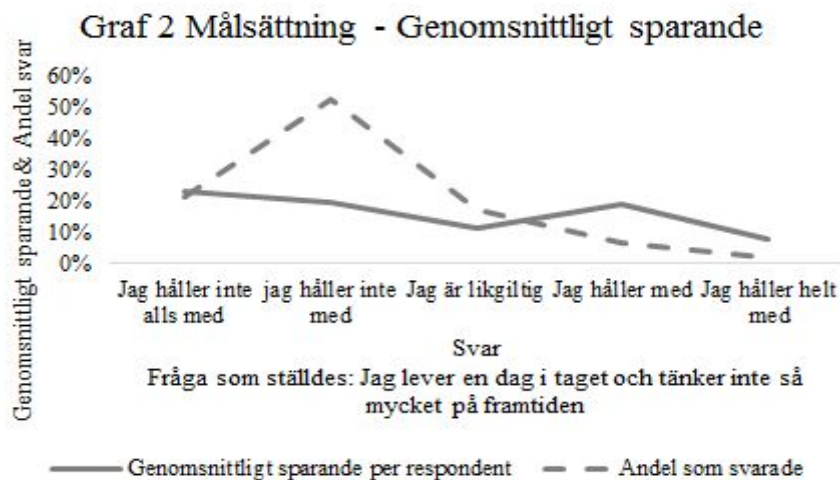 Graf 2 Målsättning - Genomsnittligt sparande
Genomsnittligt sparande & Andel svar
60%
50%
40%
30%
20%
10%
0%
Jag håller inte alls med
jag håller inte med
Jag är likgiltig
Jag håller med
Jag håller helt med
Svar
Fråga som ställdes: Jag lever en dag i taget och tänker inte så
mycket på framtiden
Genomsnittligt sparande per respondent
Andel som svarade